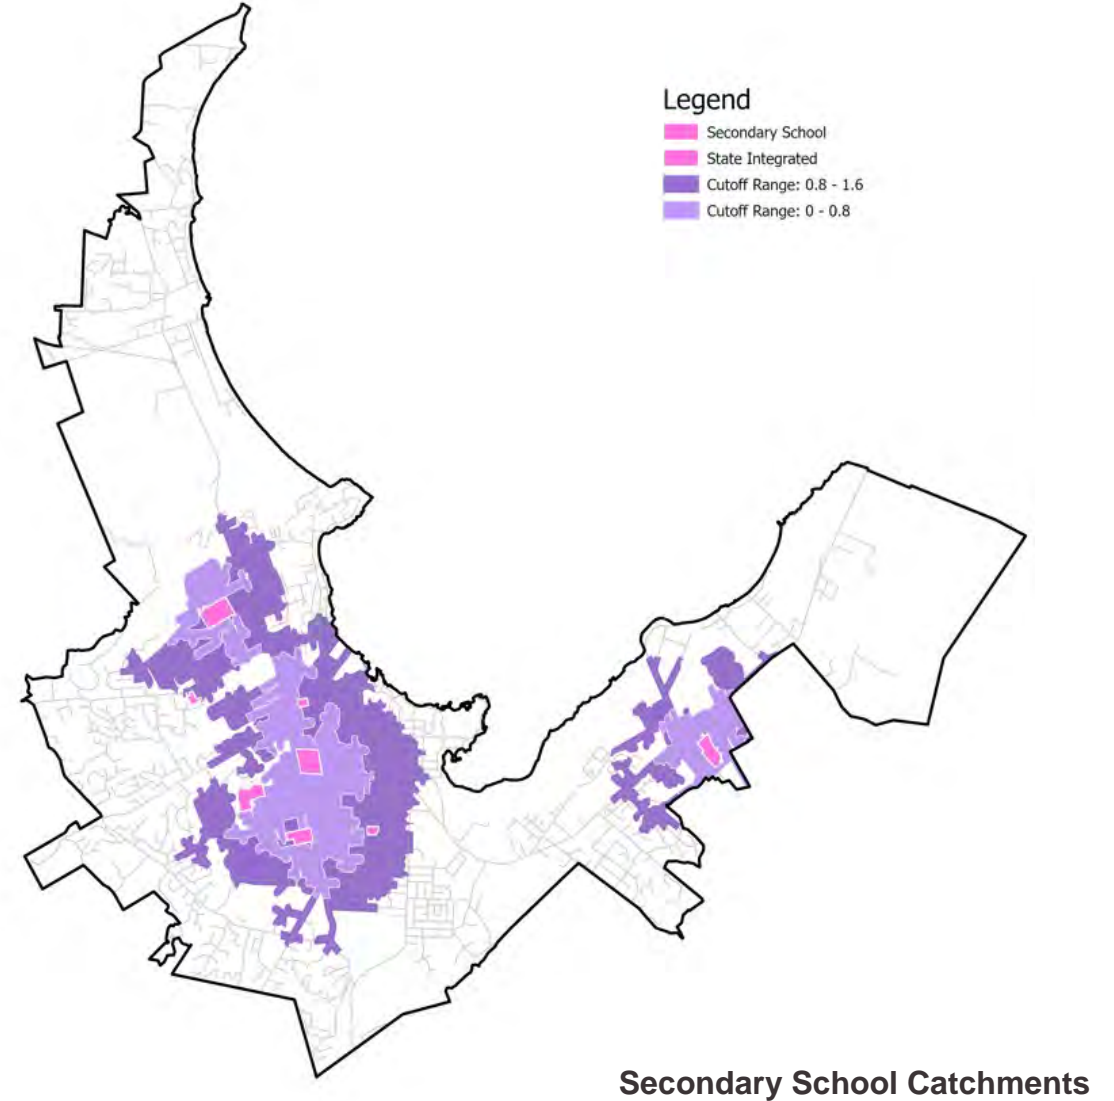 Legend
Secondary School
State Integrated
Cutoff Range: 0.8 - 1.6
Cutoff Range: 0 - 0.8
Secondary School Catchments